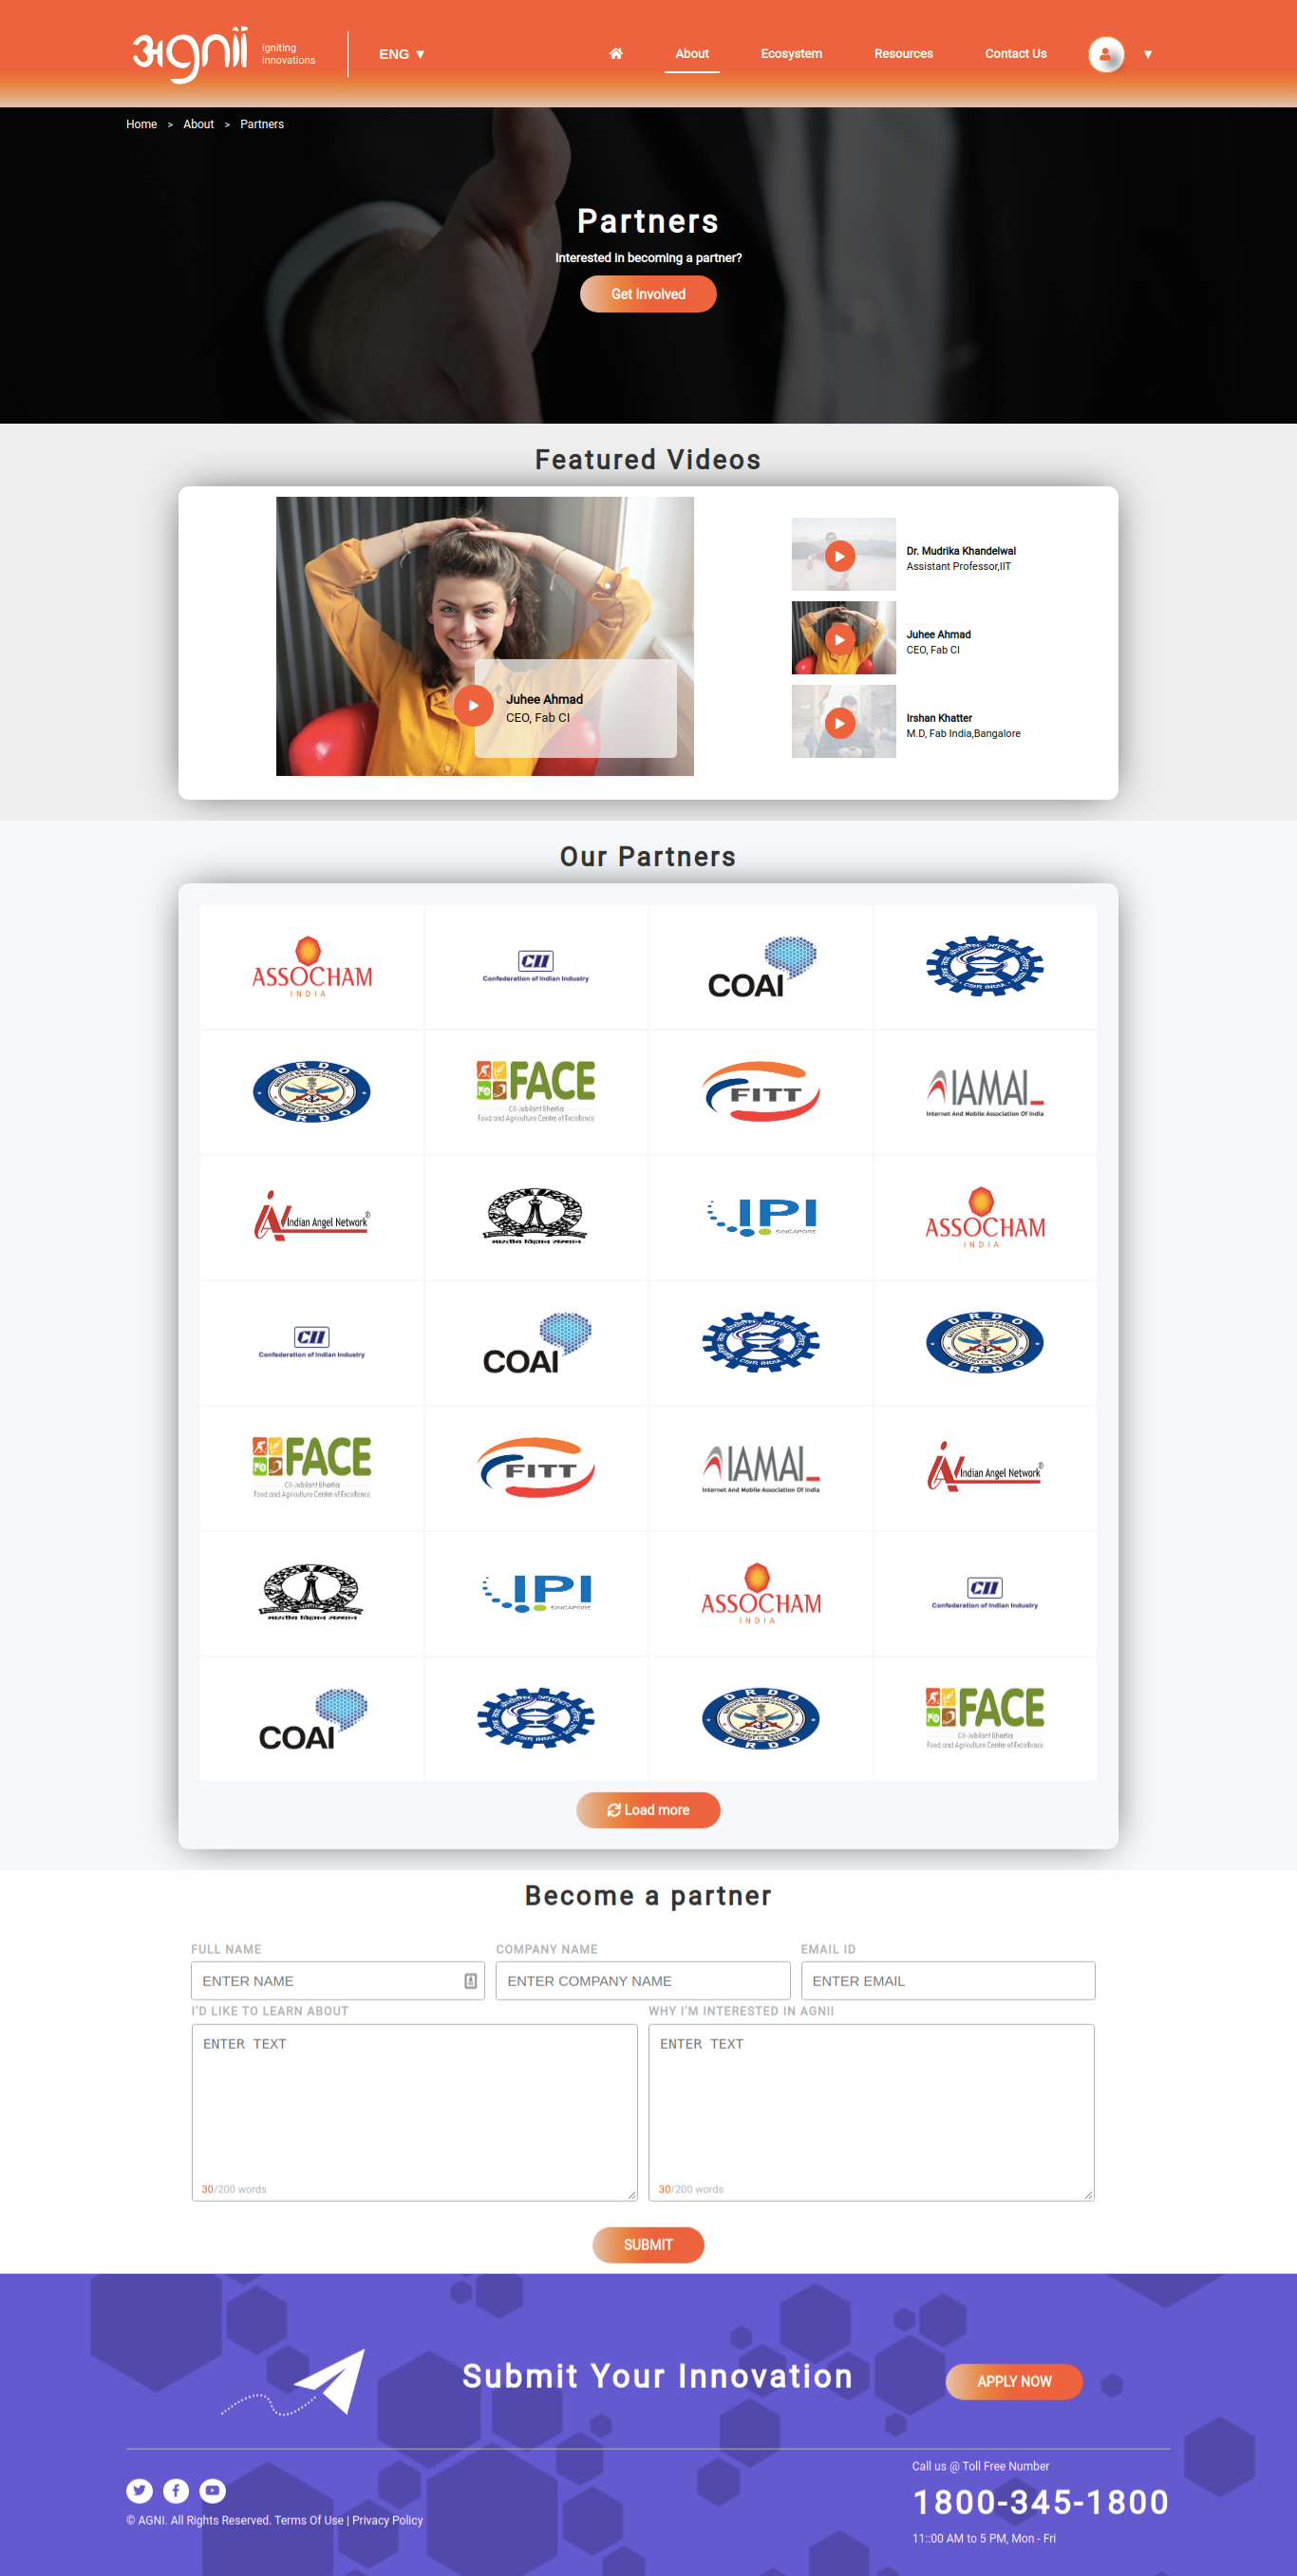 अGnii
igniting
innovations
ENG ▼
About
Ecosystem
Resources
Contact Us
▼
Home > About > Partners
Partners
Interested in becoming a partner?
Get Involved
Featured Videos
Juhee Ahmad
CEO, Fab CI
Dr. Mudrika Khandelwal
Assistant Professor,IIT
Juhee Ahmad
CEO, Fab CI
Irshan Khatter
M.D, Fab India,Bangalore
Our Partners
ASSOCHAM
INDIA
CII
Confederation of Indian Industry
COAI
CSIR INDIA
DRDO
DRDO
FACE
CII-Jubilant Bhartia
Food and Agriculture Centre of Excellence
FITT
IAMAI
Internet And Mobile Association Of India
Indian Angel Network®
भारतीय विज्ञान संस्थान
IPI
SINGAPORE
ASSOCHAM
INDIA
CII
Confederation of Indian Industry
COAI
CSIR INDIA
DRDO
DRDO
FACE
CII-Jubilant Bhartia
Food and Agriculture Centre of Excellence
FITT
IAMAI
Internet And Mobile Association Of India
Indian Angel Network®
भारतीय विज्ञान संस्थान
IPI
SINGAPORE
ASSOCHAM
INDIA
CII
Confederation of Indian Industry
COAI
CSIR INDIA
DRDO
DRDO
FACE
CII-Jubilant Bhartia
Food and Agriculture Centre of Excellence
Load more
Become a partner
FULL NAME
COMPANY NAME
EMAIL ID
ENTER NAME
ENTER COMPANY NAME
ENTER EMAIL
I'D LIKE TO LEARN ABOUT
WHY I'M INTERESTED IN AGNII
ENTER TEXT
ENTER TEXT
30/200 words
30/200 words
SUBMIT
Submit Your Innovation
APPLY NOW
Call us @ Toll Free Number
1800-345-1800
11::00 AM to 5 PM, Mon - Fri
© AGNI. All Rights Reserved. Terms Of Use | Privacy Policy